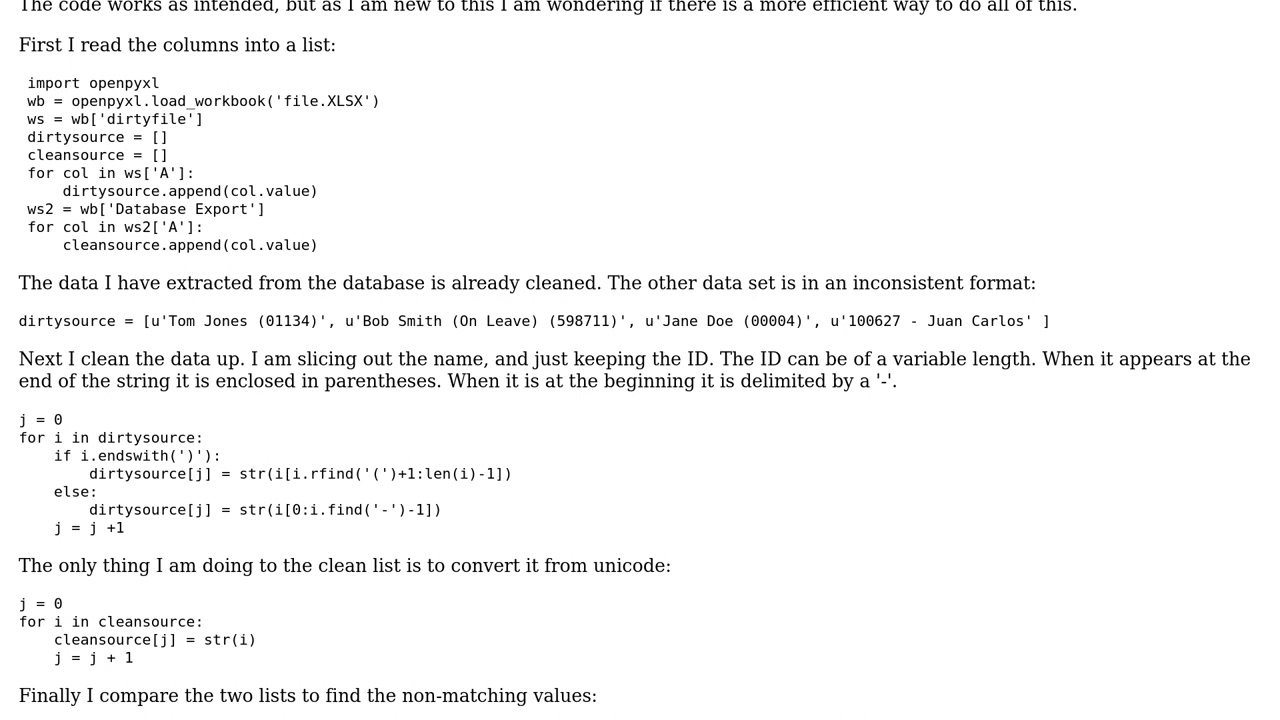 The code works as intended, but as I am new to this I am wondering if there is a more efficient way to do all of this.
First I read the columns into a list:
import openpyxl
wb = openpyxl.load_workbook('file.XLSX')
ws = wb['dirtyfile']
dirtysource = []
cleansource = []
for col in ws['A']:
    dirtysource.append(col.value)
ws2 = wb['Database Export']
for col in ws2['A']:
    cleansource.append(col.value)
The data I have extracted from the database is already cleaned. The other data set is in an inconsistent format:
dirtysource = [u'Tom Jones (01134)', u'Bob Smith (On Leave) (598711)', u'Jane Doe (00004)', u'100627 - Juan Carlos' ]
Next I clean the data up. I am slicing out the name, and just keeping the ID. The ID can be of a variable length. When it appears at the
end of the string it is enclosed in parentheses. When it is at the beginning it is delimited by a '-'.
j = 0
for i in dirtysource:
    if i.endswith(')'):
        dirtysource[j] = str(i[i.rfind('(')+1:len(i)-1])
    else:
        dirtysource[j] = str(i[0:i.find('-')-1])
    j = j +1
The only thing I am doing to the clean list is to convert it from unicode:
j = 0
for i in cleansource:
    cleansource[j] = str(i)
    j = j + 1
Finally I compare the two lists to find the non-matching values: